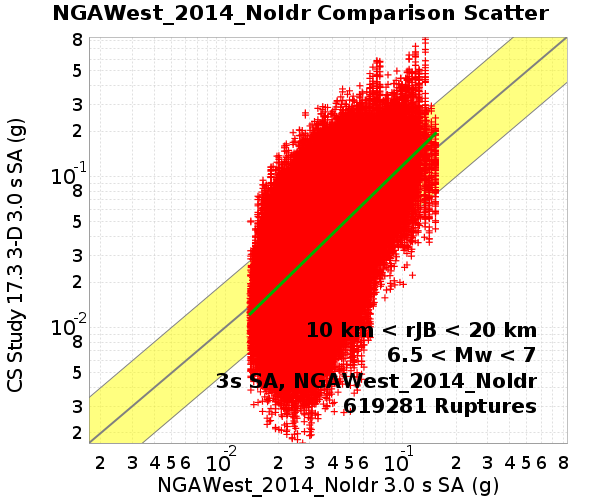 NGAWest_2014_NoIdr Comparison Scatter
CS Study 17.3 3-D 3.0 s SA (g)
8
5
3
2
10-1
8
5
3
2
10-2
8
5
3
2
10 km < rJB < 20 km
6.5 < Mw < 7
3s SA, NGAWest_2014_NoIdr
619281 Ruptures
2 3 4 5 6 10-2 2 3 4 5 6 10-1 2 3 4 5 6 8
NGAWest_2014_NoIdr 3.0 s SA (g)